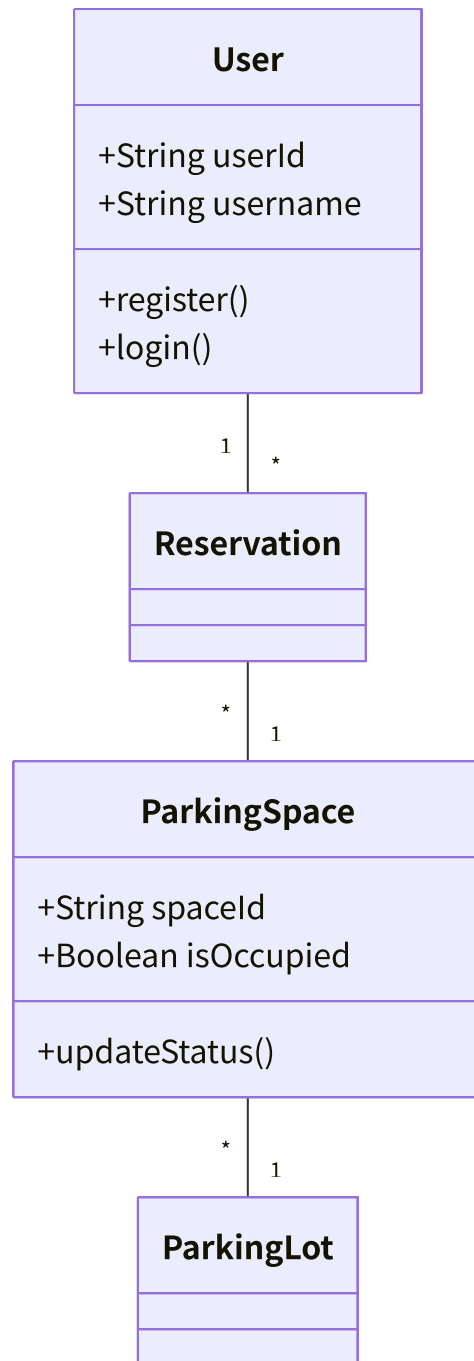 User
+String userId
+String username
+register()
+login()
1
*
Reservation
*
1
ParkingSpace
+String spaceId
+Boolean isOccupied
+updateStatus()
*
1
ParkingLot